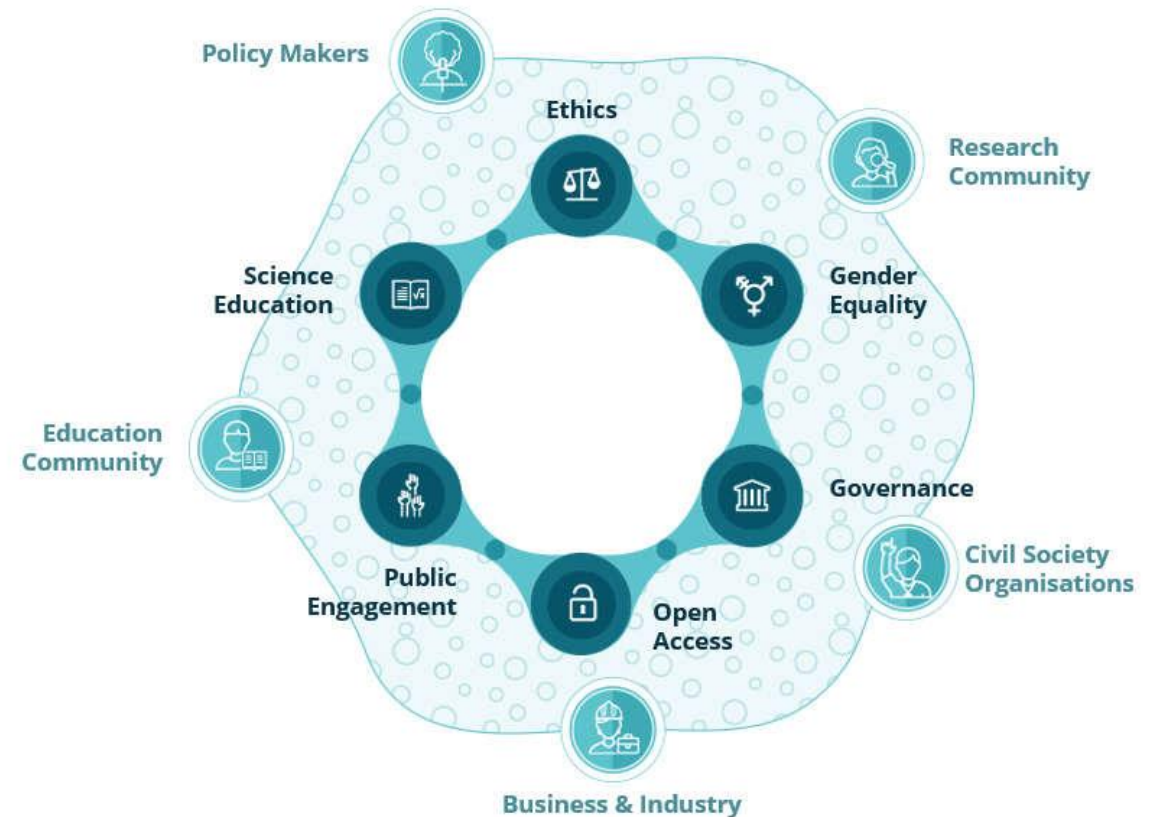 Policy Makers
Ethics
Research
Community
Science
Education
Gender
Equality
Education
Community
Governance
Civil Society
Organisations
Public
Engagement
Open
Access
Business & Industry